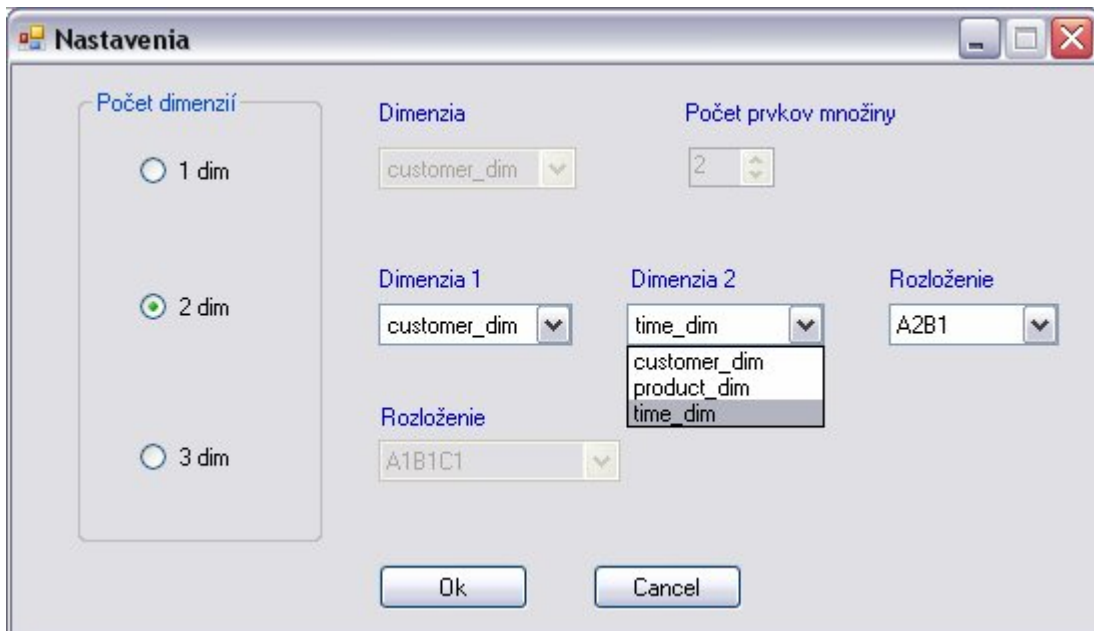 Nastavenia
Počet dimenzií
1 dim
2 dim
3 dim
Dimenzia
Počet prvkov množiny
customer_dim
2
Dimenzia 1
Dimenzia 2
Rozloženie
customer_dim
time_dim
A2B1
customer_dim
product_dim
time_dim
Rozloženie
A1B1C1
Ok
Cancel